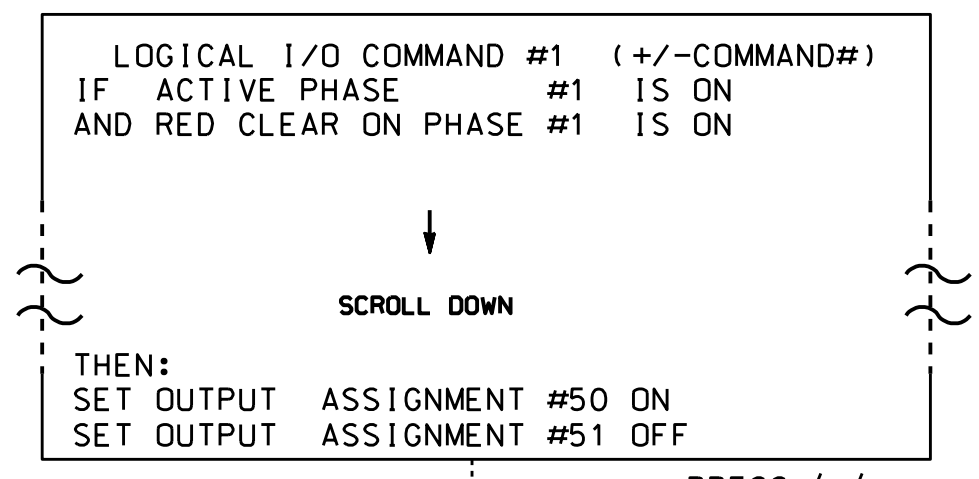 LOGICAL I/O COMMAND #1 (+/-COMMAND#)
IF ACTIVE PHASE #1 IS ON
AND RED CLEAR ON PHASE #1 IS ON
SCROLL DOWN
THEN:
SET OUTPUT ASSIGNMENT #50 ON
SET OUTPUT ASSIGNMENT #51 OFF